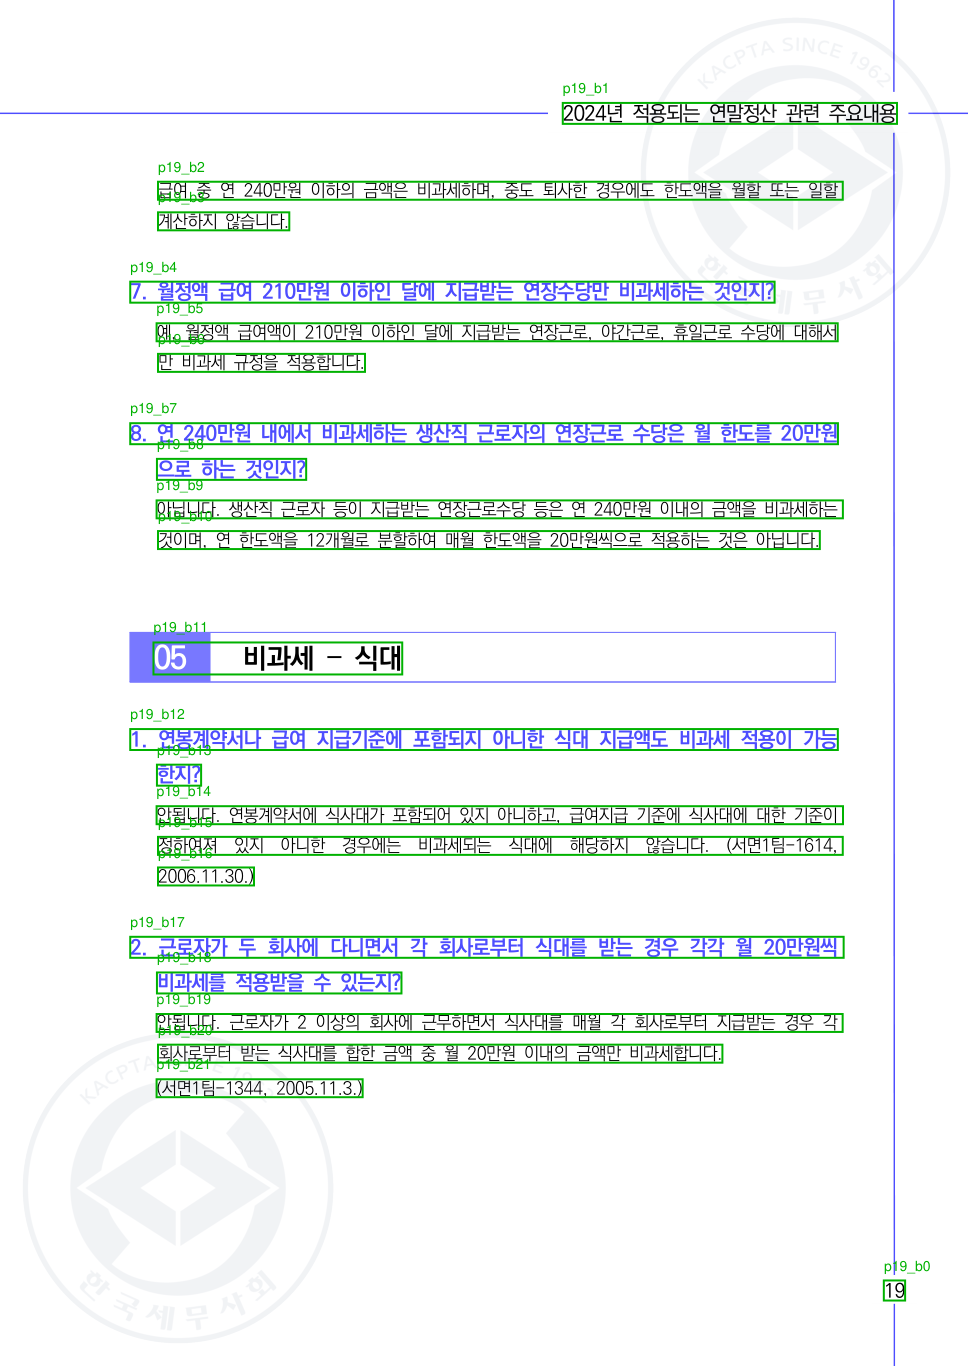 KACPTA SINCE 1962
p19_b1
2024년 적용되는 연말정산 관련 주요내용
p19_b2
급여 중 연 240만원 이하의 금액은 비과세하며, 중도 퇴사한 경우에도 한도액을 월할 또는 일할
p19_b3
계산하지 않습니다.
한국세무사회
p19_b4
7. 월정액 급여 210만원 이하인 달에 지급받는 연장수당만 비과세하는 것인지?
p19_b5
예. 월정액 급여액이 210만원 이하인 달에 지급받는 연장근로, 야간근로, 휴일근로 수당에 대해서
p19_b6
만 비과세 규정을 적용합니다.
p19_b7
8. 연 240만원 내에서 비과세하는 생산직 근로자의 연장근로 수당은 월 한도를 20만원
p19_b8
으로 하는 것인지?
p19_b9
아닙니다. 생산직 근로자 등이 지급받는 연장근로수당 등은 연 240만원 이내의 금액을 비과세하는
p19_b10
것이며, 연 한도액을 12개월로 분할하여 매월 한도액을 20만원씩으로 적용하는 것은 아닙니다.
p19_b11
05 비과세 - 식대
p19_b12
1. 연봉계약서나 급여 지급기준에 포함되지 아니한 식대 지급액도 비과세 적용이 가능
p19_b13
한지?
p19_b14
안됩니다. 연봉계약서에 식사대가 포함되어 있지 아니하고, 급여지급 기준에 식사대에 대한 기준이
p19_b15
정하여져 있지 아니한 경우에는 비과세되는 식대에 해당하지 않습니다. (서면1팀-1614,
p19_b16
2006.11.30.)
p19_b17
2. 근로자가 두 회사에 다니면서 각 회사로부터 식대를 받는 경우 각각 월 20만원씩
p19_b18
비과세를 적용받을 수 있는지?
p19_b19
안됩니다. 근로자가 2 이상의 회사에 근무하면서 식사대를 매월 각 회사로부터 지급받는 경우 각
p19_b20
회사로부터 받는 식사대를 합한 금액 중 월 20만원 이내의 금액만 비과세합니다.
p19_b21
(서면1팀-1344, 2005.11.3.)
한국세무사회
p19_b0
19